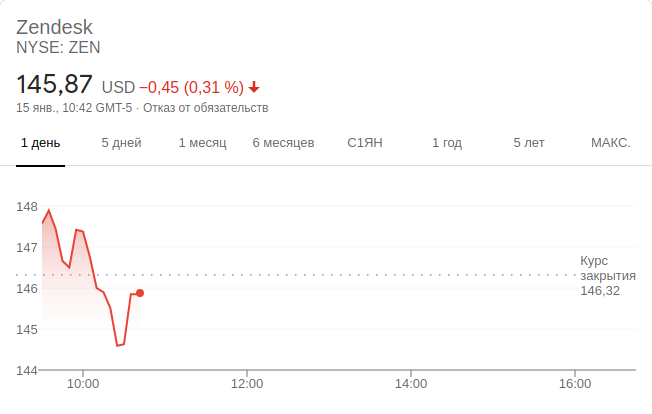 Zendesk
NYSE: ZEN
145,87 USD −0,45 (0,31 %)
15 янв., 10:42 GMT-5 · Отказ от обязательств
1 день 5 дней 1 месяц 6 месяцев С1ЯН 1 год 5 лет МАКС.
148
147
Курс
закрытия
146,32
146
145
144
10:00 12:00 14:00 16:00